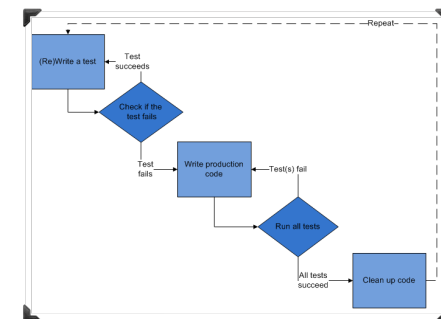 Repeat
(Re)Write a test
Test
succeeds
Check if the
test fails
Test
fails
Write production
code
Test(s) fail
Run all tests
All tests
succeed
Clean up code